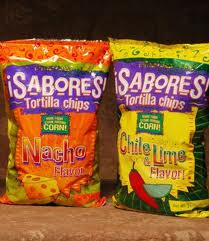 ¡SABORES!
Tortilla chips
CORN!
Nacho
Flavor!
¡SABORES!
Tortilla chips
CORN!
Chile &
Lime
Flavor!